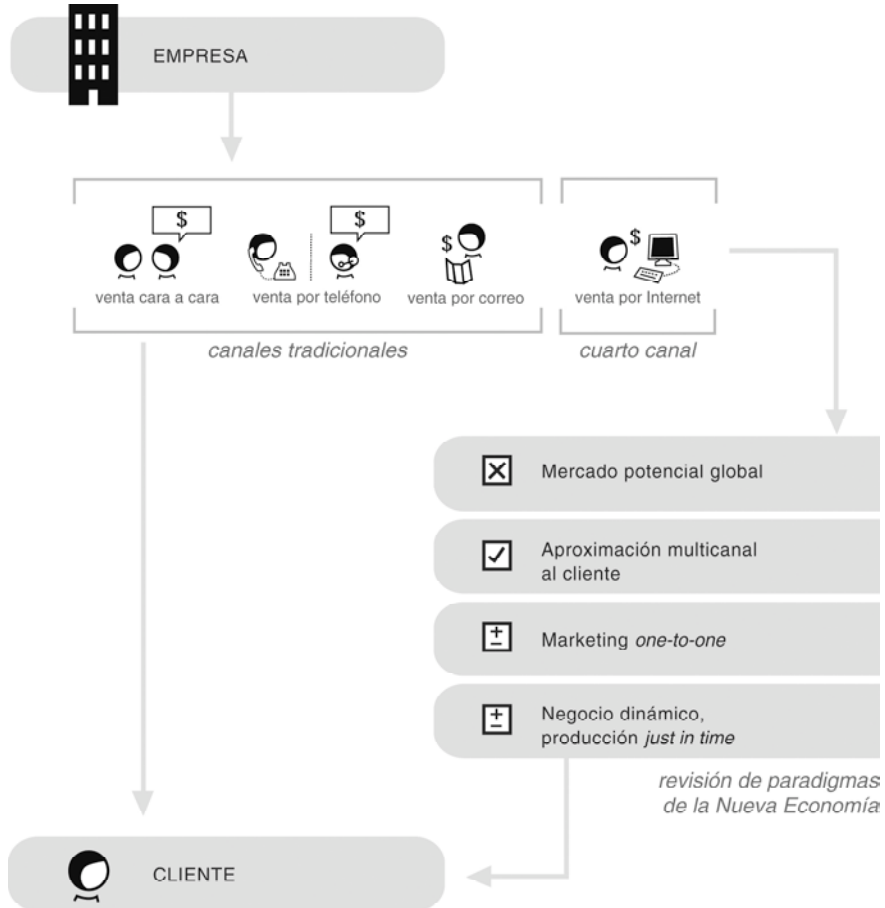 EMPRESA
$
$
$
$
venta cara a cara
venta por teléfono
venta por correo
venta por Internet
canales tradicionales
cuarto canal
Mercado potencial global
Aproximación multicanal
al cliente
Marketing one-to-one
Negocio dinámico,
producción just in time
revisión de paradigmas
de la Nueva Economía
CLIENTE